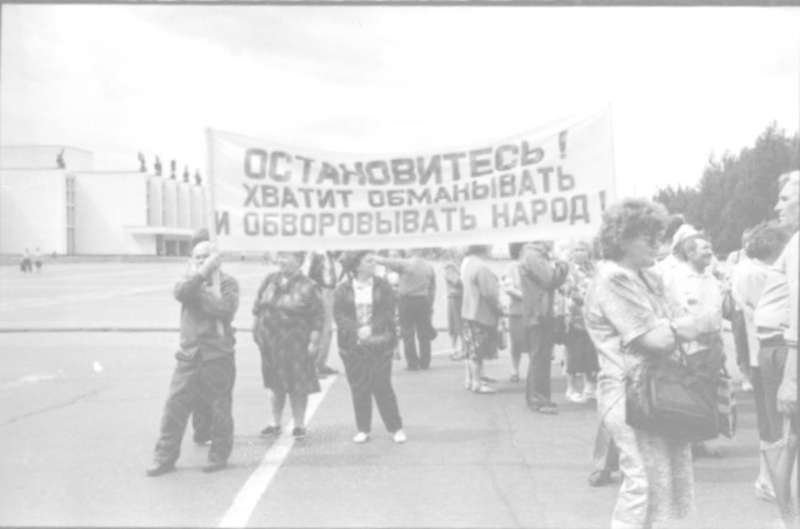 ОСТАНОВИТЕСЬ!
ХВАТИТ ОБМАНЫВАТЬ
И ОБВОРОВЫВАТЬ НАРОД!